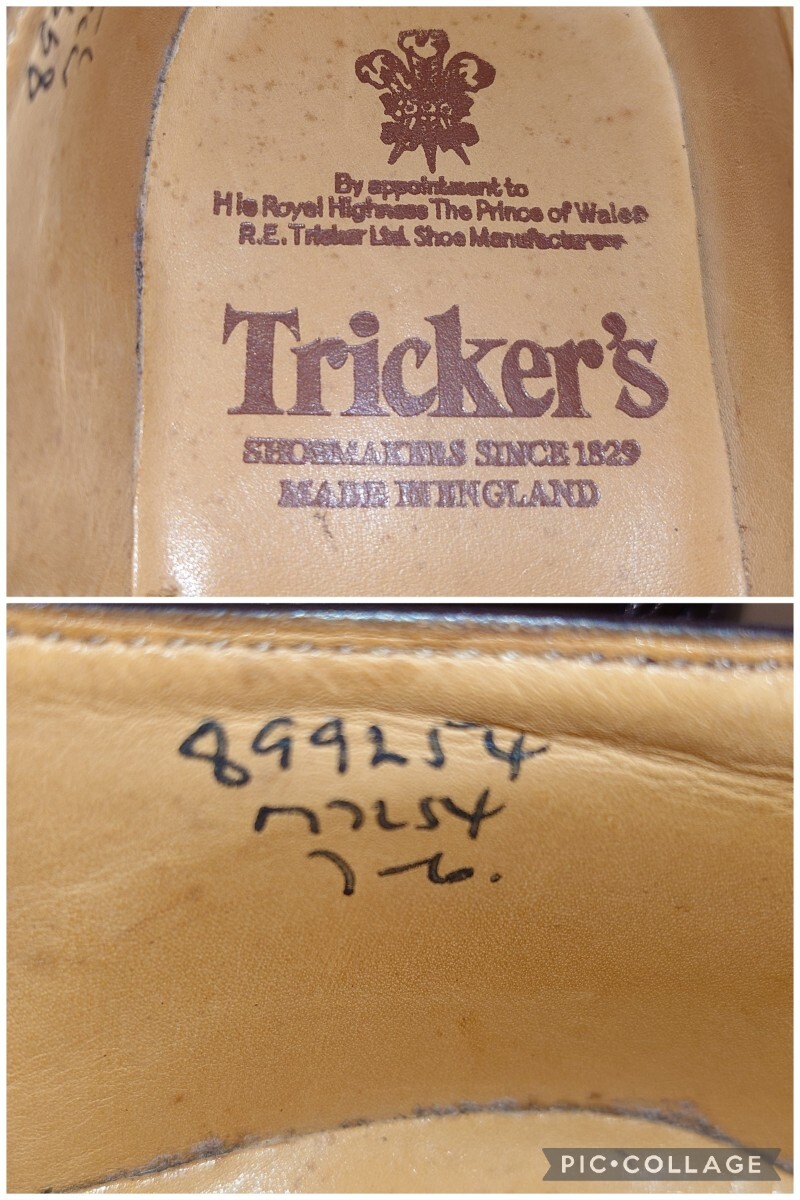 By appointment to
His Royal Highness The Prince of Wales
R.E. Tricker Ltd. Shoe Manufacturers
Tricker's
SHOEMAKERS SINCE 1829
MADE IN ENGLAND
899254
M7254
7-6.
PIC•COLLAGE